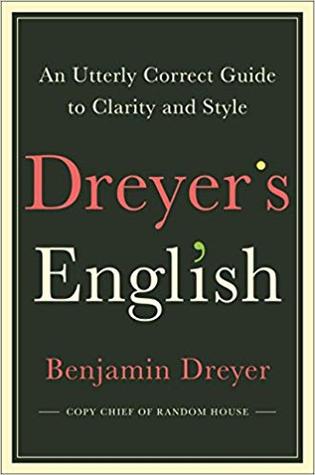 An Utterly Correct Guide
to Clarity and Style
Dreyer's
English
Benjamin Dreyer
— COPY CHIEF OF RANDOM HOUSE —